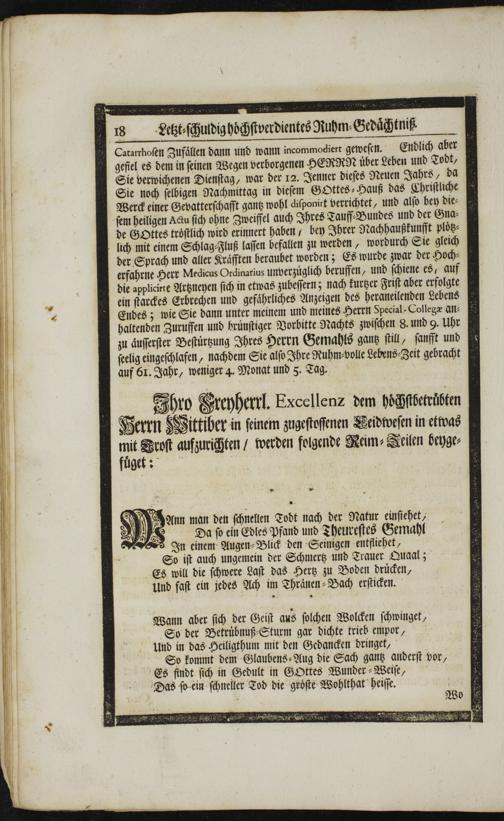 18 Letzt-schuldig höchstverdientes Ruhm-Gedächtniß.
Catarrhosen Zufällen dann und wann incommodiert gewesen. Endlich aber
gefiel es dem in seinen Wegen verborgenen HERRN über Leben und Todt,
Sie verwichenen Dienstag, war der 12. Jenner dieses Neuen Jahrs, da
Sie noch selbigen Nachmittag in diesem GOttes-Hauß das Christliche
Werck einer Gevatterschafft gantz wohl disponirt verrichtet, und also bey die-
sem heiligen Actu sich ohne Zweiffel auch Ihres Tauff-Bundes und der Gna-
de GOttes tröstlich wird erinnert haben, bey Ihrer Nachhaußkunfft plötz-
lich mit einem Schlag-Fluß lassen befallen zu werden, wordurch Sie gleich
der Sprach und aller Kräfften beraubet worden; Es wurde zwar der Hoch-
erfahrne Herr Medicus Ordinarius unverzüglich beruffen, und schiene es, auf
die applicirte Artzneyen sich in etwas zubessern; nach kurtzer Frist aber erfolgte
ein starckes Erbrechen und gefährliches Anzeigen des heraneilenden Lebens
Endes; wie Sie dann unter meinem und meines Herrn Special-Collegæ an-
haltenden Zuruffen und brünstiger Vorbitte Nachts zwischen 8. und 9. Uhr
zu äusserster Bestürtzung Ihres Herrn Gemahls gantz still, sanfft und
seelig eingeschlafen, nachdem Sie also Ihre Ruhm-volle Lebens-Zeit gebracht
auf 61. Jahr, weniger 4. Monat und 5. Tag.
Ihro Freyherrl. Excellenz dem höchstbetrübten
Herrn Wittiber in seinem zugestoffenen Leidwesen in etwas
mit Trost aufzurichten / werden folgende Reim-Zeilen beyge-
füget:
* * *
WAnn man den schnellen Todt nach der Natur einsiehet,
Da so ein Edles Pfand und Theurestes Gemahl
In einem Augen-Blick den Seinigen entfliehet,
So ist auch ungemein der Schmertz und Trauer Quaal;
Es will die schwere Last das Hertz zu Boden drücken,
Und fast ein jedes Ach im Thränen-Bach ersticken.
* * *
Wann aber sich der Geist aus solchen Wolcken schwinget,
So der Betrübnuß-Sturm gar dichte trieb empor,
Und in das Heiligthum mit den Gedancken dringet,
So kommt dem Glaubens-Aug die Sach gantz anderst vor,
Es findt sich in Gedult in GOttes Wunder-Weise,
Das so ein schneller Tod die gröste Wohlthat heisse.
Wo